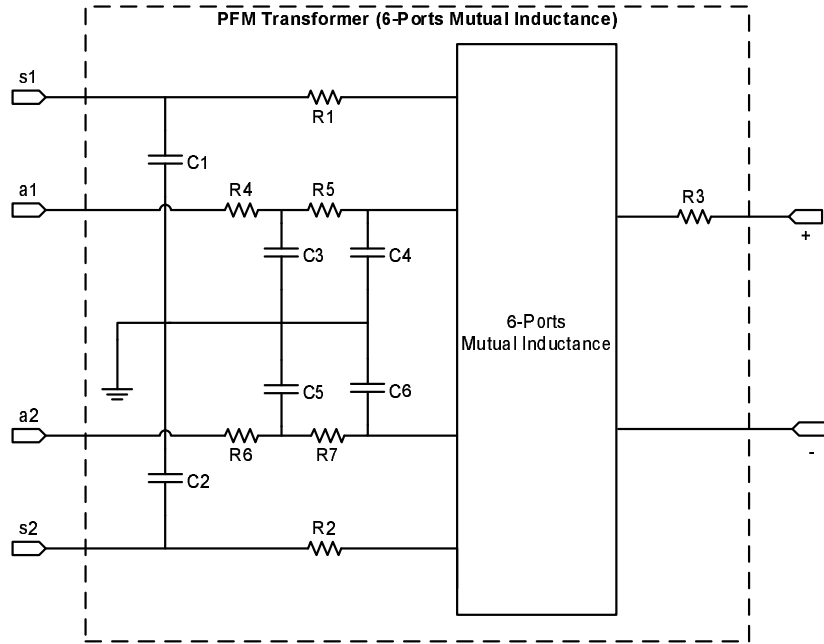 PFM Transformer (6-Ports Mutual Inductance)
s1
R1
C1
a1
R4
R5
R3
+
C3
C4
6-Ports
Mutual Inductance
C5
C6
a2
R6
R7
-
C2
s2
R2